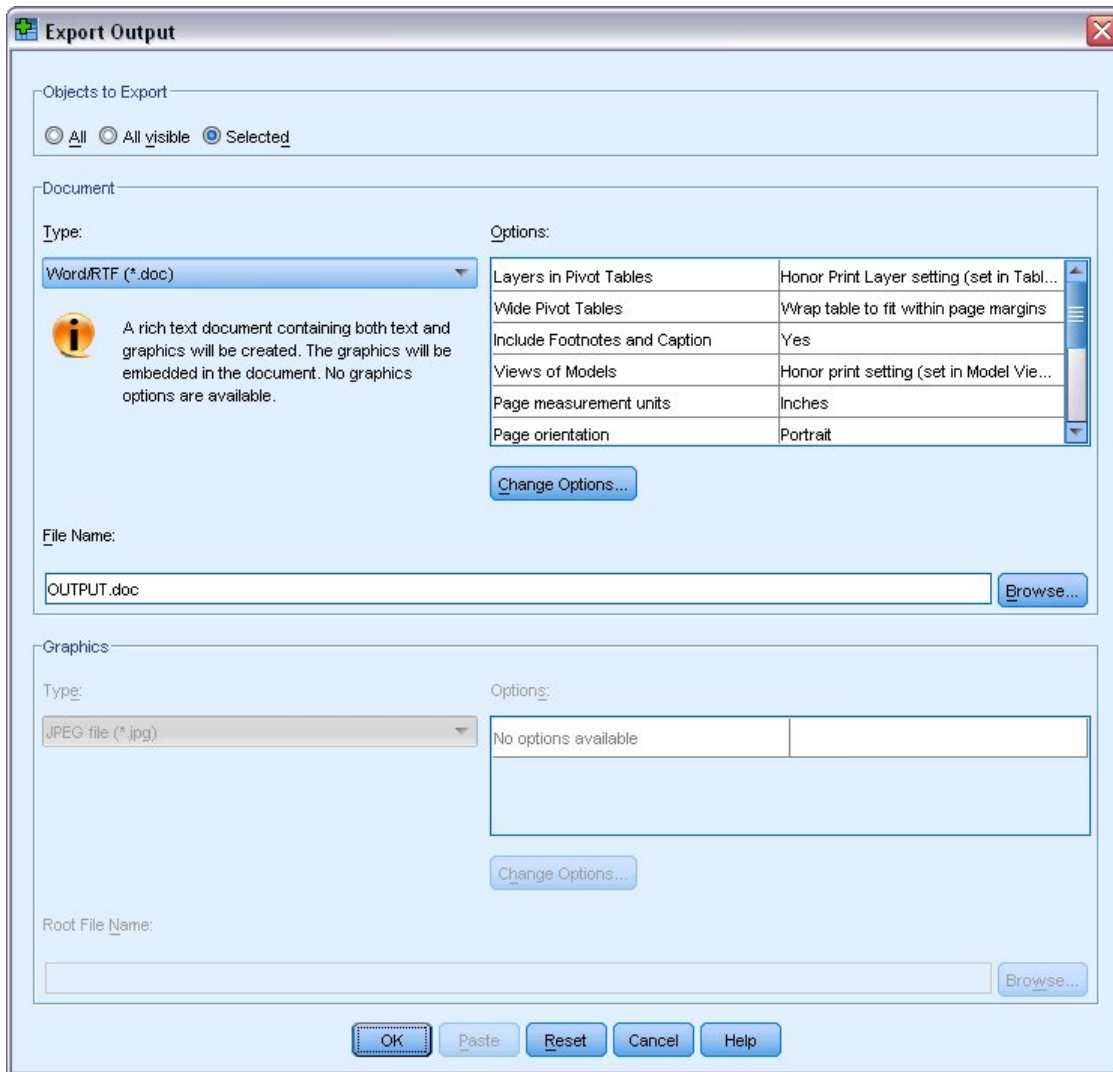 Export Output
Objects to Export
All All visible Selected
Document
Type:
Options:
Word/RTF (*.doc)
A rich text document containing both text and
graphics will be created. The graphics will be
embedded in the document. No graphics
options are available.
Layers in Pivot Tables Honor Print Layer setting (set in Tabl...
Wide Pivot Tables Wrap table to fit within page margins
Include Footnotes and Caption Yes
Views of Models Honor print setting (set in Model Vie...
Page measurement units Inches
Page orientation Portrait
Change Options...
File Name:
OUTPUT.doc
Browse...
Graphics
Type:
Options:
JPEG file (*.jpg)
No options available
Change Options...
Root File Name:
Browse...
OK Paste Reset Cancel Help